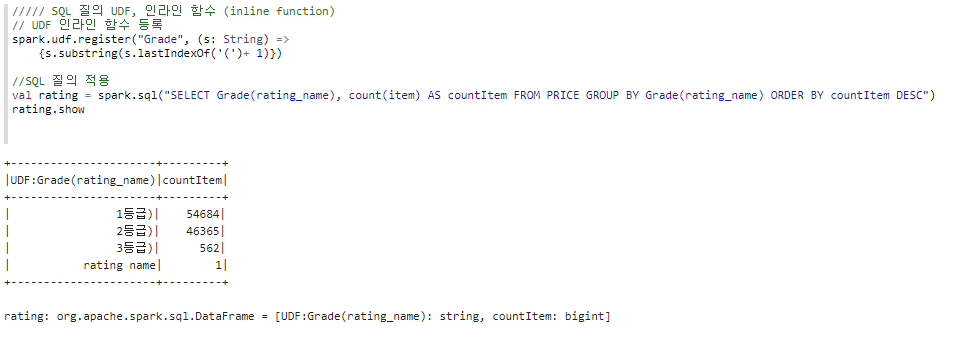 ///// SQL 질의 UDF, 인라인 함수 (inline function)
// UDF 인라인 함수 등록
spark.udf.register("Grade", (s: String) =>
    {s.substring(s.lastIndexOf('(')+ 1)})
//SQL 질의 적용
val rating = spark.sql("SELECT Grade(rating_name), count(item) AS countItem FROM PRICE GROUP BY Grade(rating_name) ORDER BY countItem DESC")
rating.show
+----------------------+---------+
|UDF:Grade(rating_name)|countItem|
+----------------------+---------+
|                1등급)|    54684|
|                2등급)|    46365|
|                3등급)|      562|
|           rating name|        1|
+----------------------+---------+
rating: org.apache.spark.sql.DataFrame = [UDF:Grade(rating_name): string, countItem: bigint]